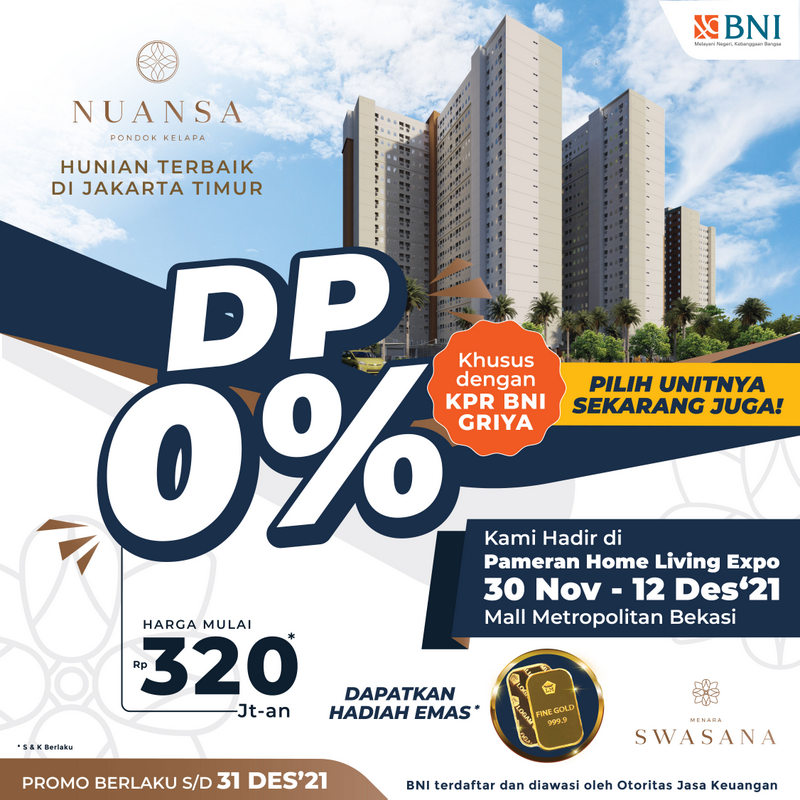 BNI
Melayani Negeri, Kebanggaan Bangsa
NUANSA
PONDOK KELAPA
HUNIAN TERBAIK
DI JAKARTA TIMUR
DP
0%
Khusus
dengan
KPR BNI
GRIYA
PILIH UNITNYA
SEKARANG JUGA!
Kami Hadir di
Pameran Home Living Expo
30 Nov - 12 Des‘21
Mall Metropolitan Bekasi
HARGA MULAI
Rp 320*
Jt-an
DAPATKAN
HADIAH EMAS*
FINE GOLD
999.9
MENARA
SWASANA
* S & K Berlaku
PROMO BERLAKU S/D 31 DES’21
BNI terdaftar dan diawasi oleh Otoritas Jasa Keuangan